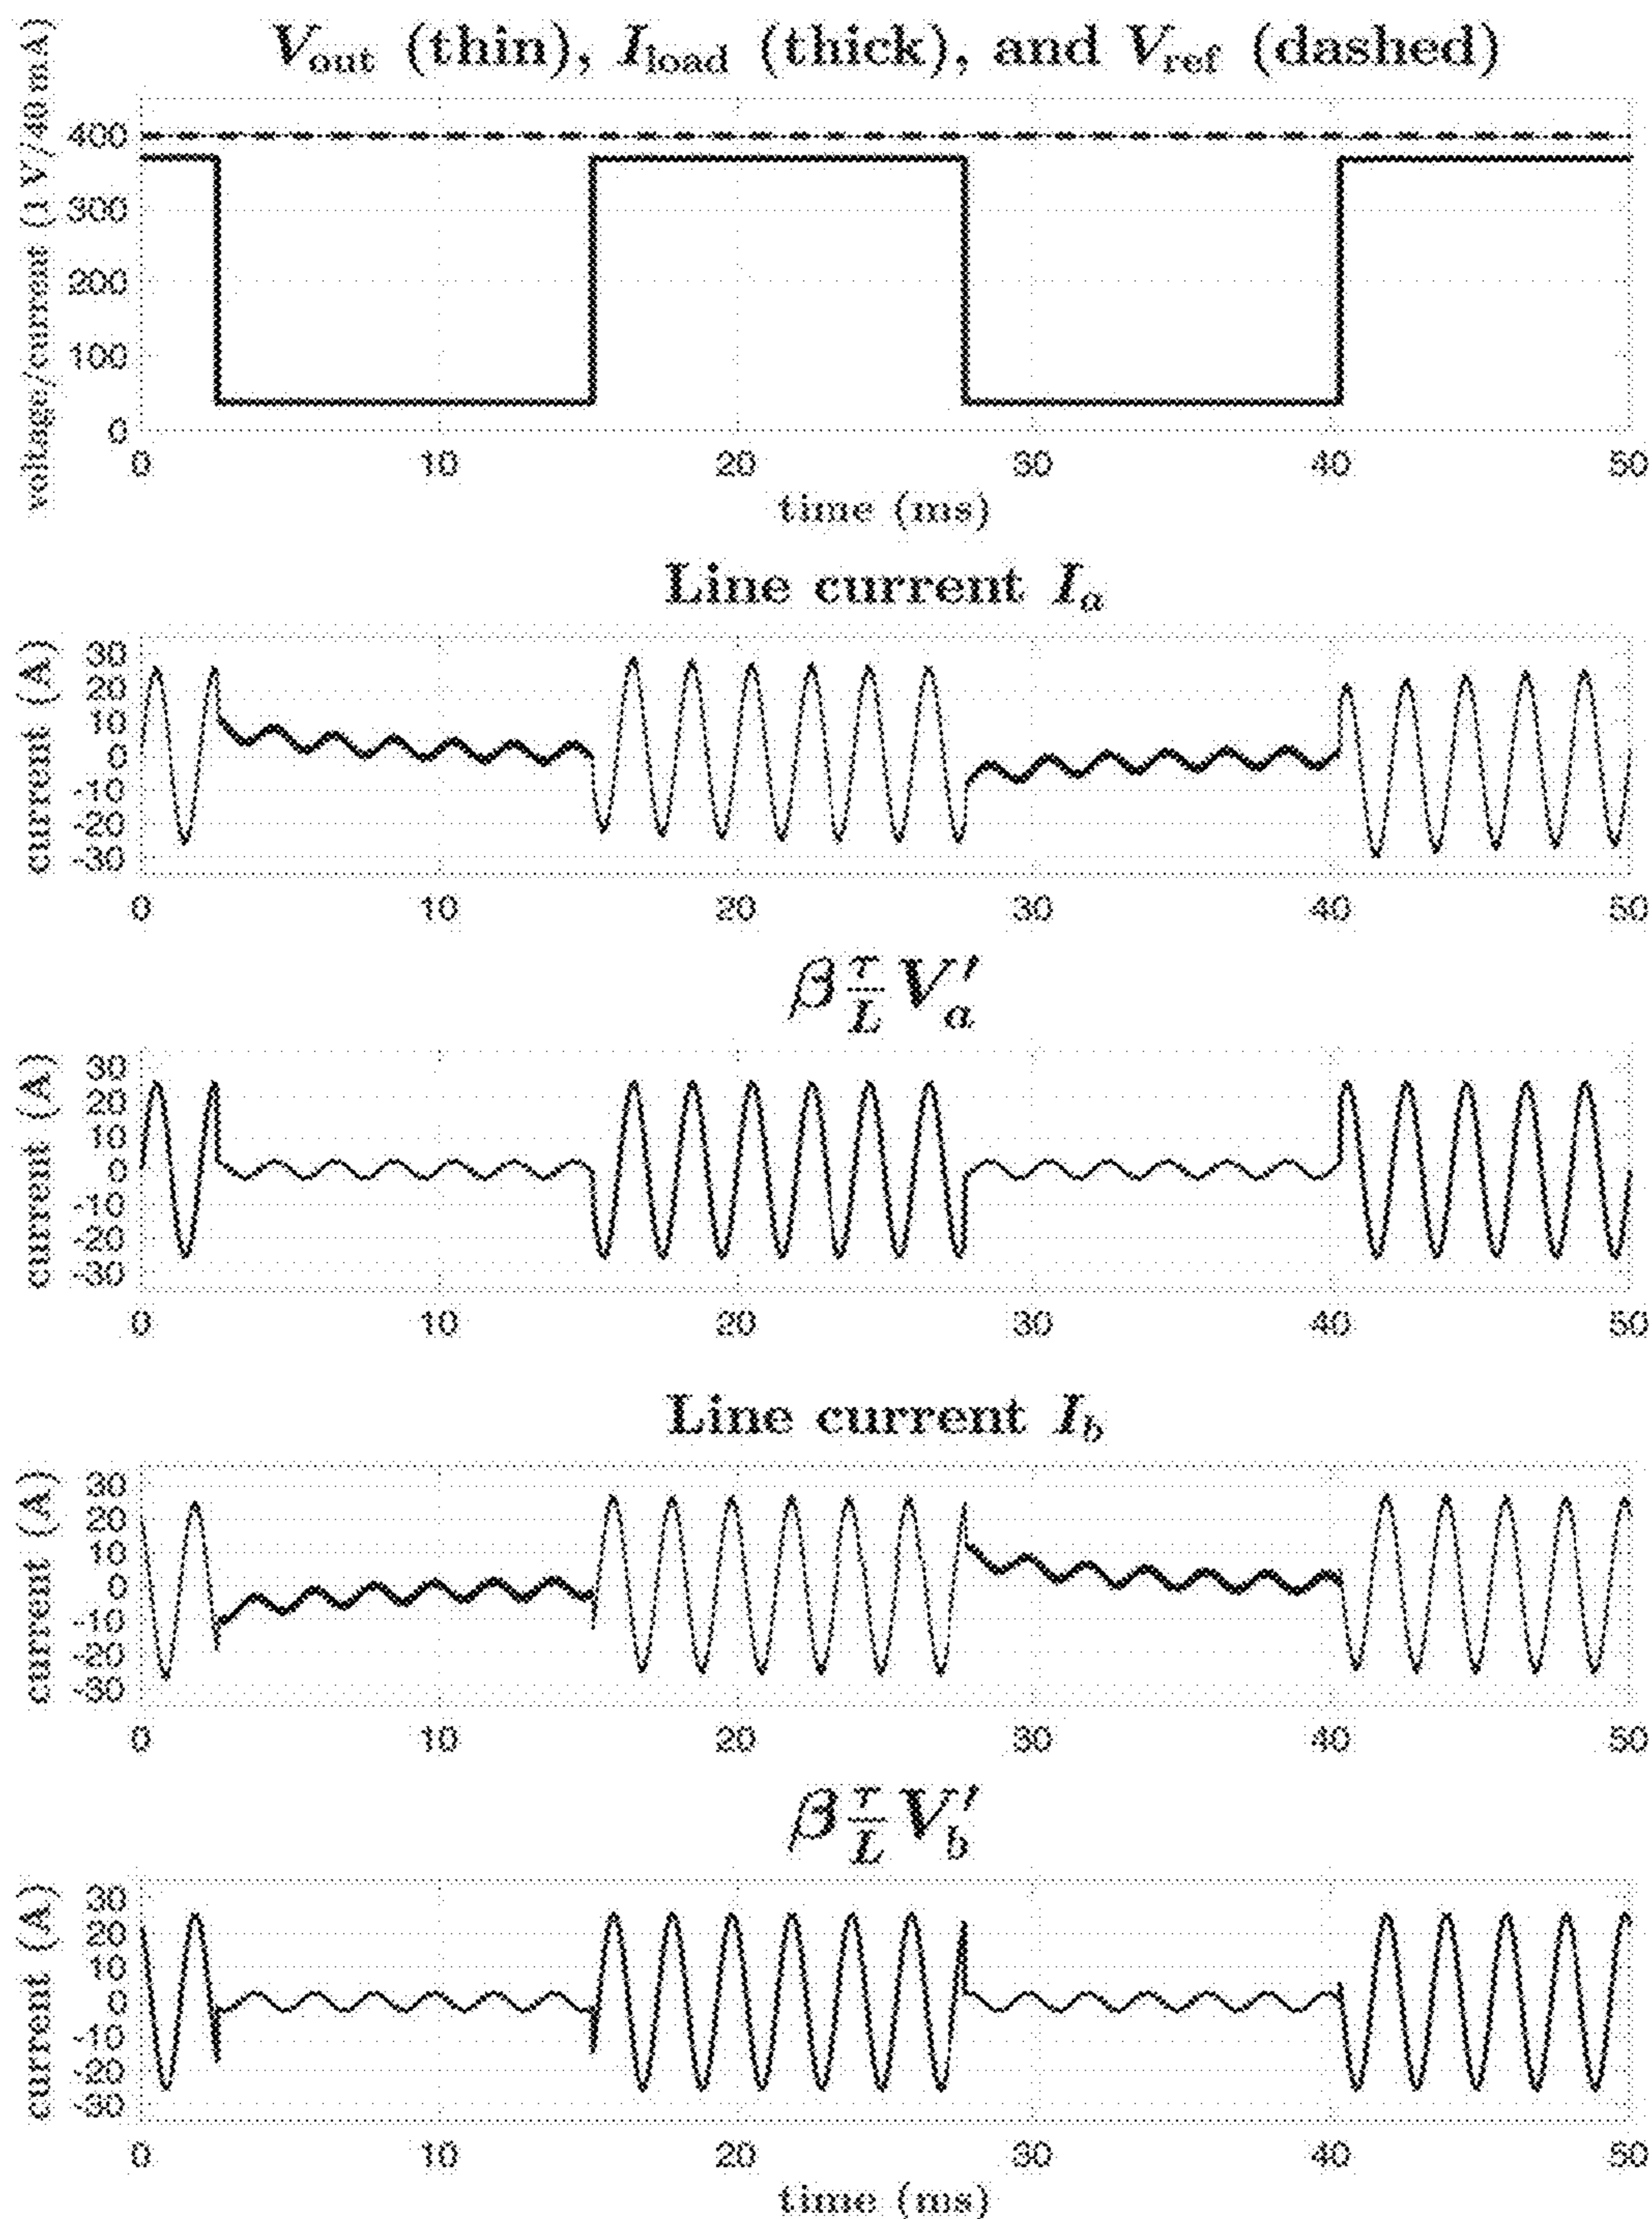 V_out (thin), I_load (thick), and V_ref (dashed)
voltage/current (1 V/40 mA)
400
300
200
100
0
0 10 20 30 40 50
time (ms)
Line current I_a
current (A)
30
20
10
0
-10
-20
-30
0 10 20 30 40 50
β τ/L V′_a
current (A)
30
20
10
0
-10
-20
-30
0 10 20 30 40 50
Line current I_b
current (A)
30
20
10
0
-10
-20
-30
0 10 20 30 40 50
β τ/L V′_b
current (A)
30
20
10
0
-10
-20
-30
0 10 20 30 40 50
time (ms)